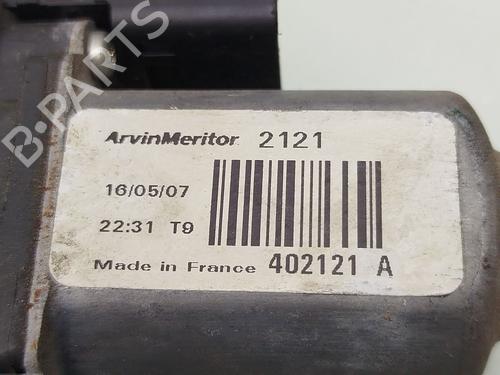 B-PARTS
ArvinMeritor 2121
16/05/07
22:31 T9
Made in France 402121 A